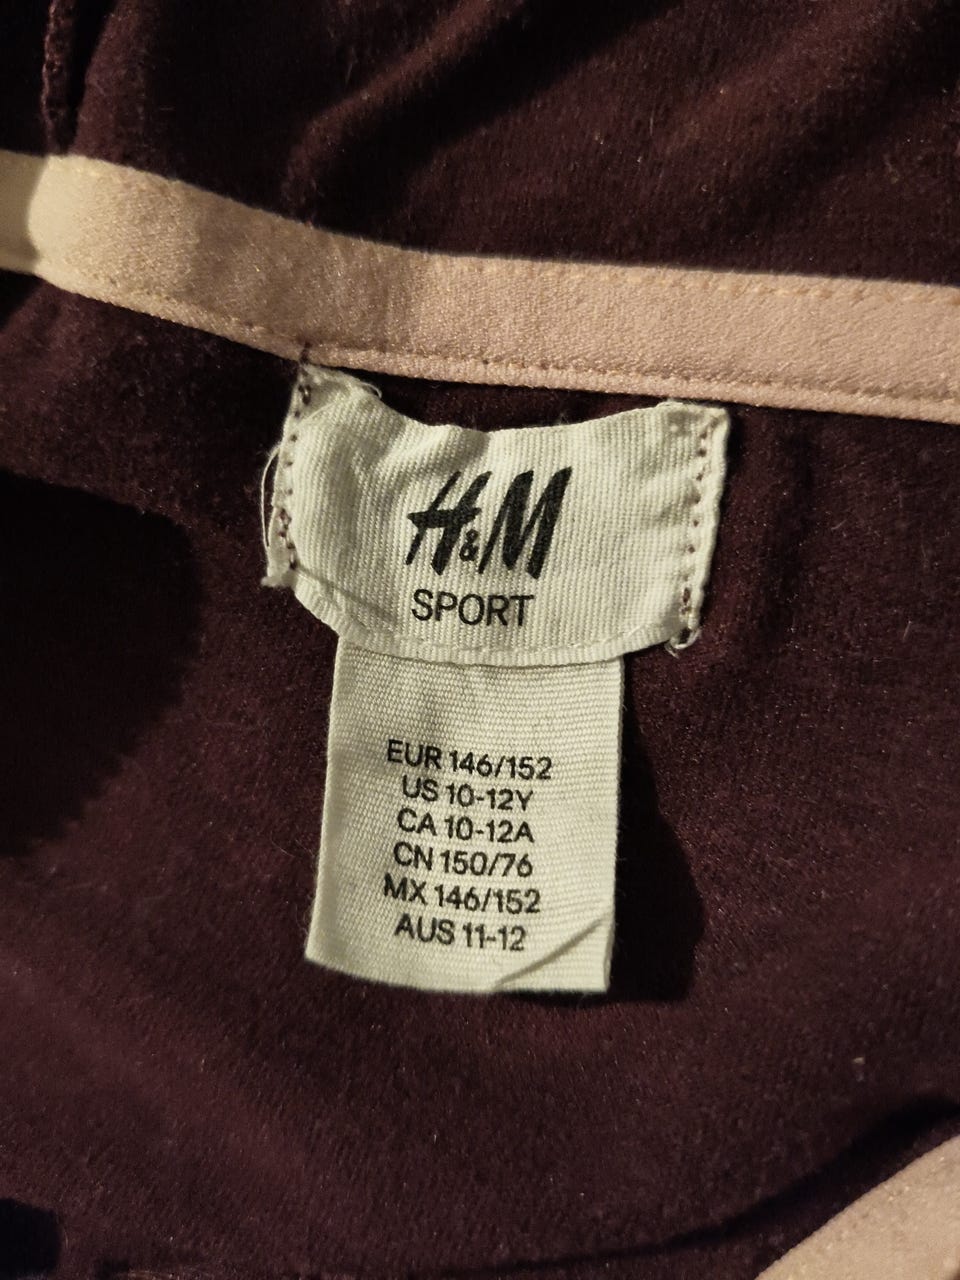 H&M
SPORT
EUR 146/152
US 10-12Y
CA 10-12A
CN 150/76
MX 146/152
AUS 11-12